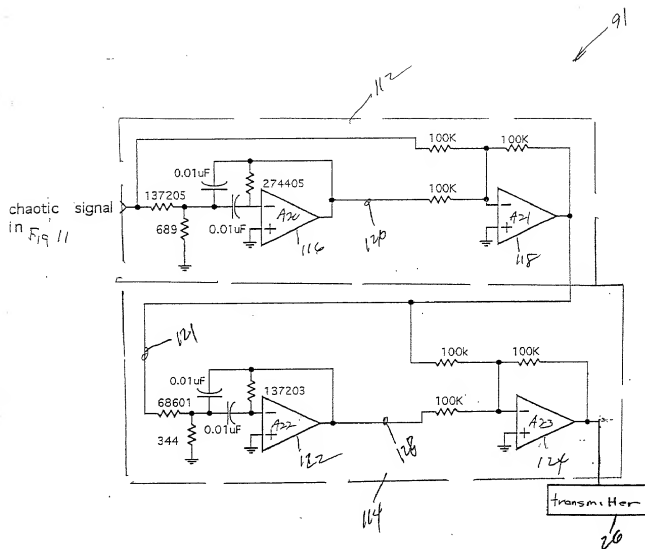 91
112
100K
100K
0.01uF
274405
137205
100K
chaotic signal
in Fig 11
A20
A21
689
0.01uF
116
120
118
121
100k
100K
0.01uF
137203
68601
100K
A22
A23
0.01uF
344
122
128
124
114
transmitter
26